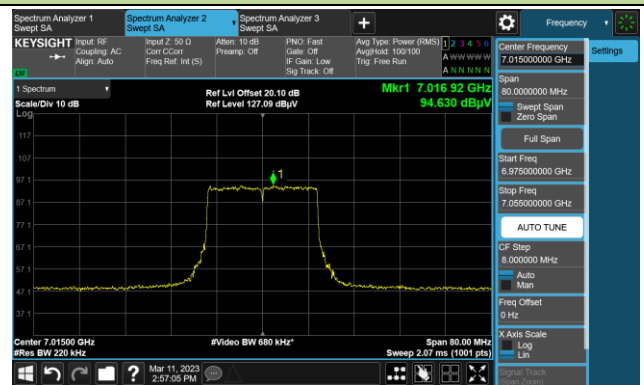 Spectrum Analyzer 1
Swept SA
Spectrum Analyzer 2
Swept SA
Spectrum Analyzer 3
Swept SA
Frequency
KEYSIGHT
Input: RF
Coupling: AC
Align: Auto
Input Z: 50 Ω
Corr CCorr
Freq Ref: Int (S)
Atten: 10 dB
Preamp: Off
PNO: Fast
Gate: Off
IF Gain: Low
Sig Track: Off
Avg Type: Power (RMS)
Avg|Hold: 100/100
Trig: Free Run
1 2 3 4 5 6
A W W W W W
A N N N N N
1 Spectrum
Scale/Div 10 dB
Log
Ref Lvl Offset 20.10 dB
Ref Level 127.09 dBµV
Mkr1 7.016 92 GHz
94.630 dBµV
117
107
97.1
87.1
77.1
67.1
57.1
47.1
37.1
1
Center 7.01500 GHz
#Res BW 220 kHz
#Video BW 680 kHz*
Span 80.00 MHz
Sweep 2.07 ms (1001 pts)
Mar 11, 2023
2:57:05 PM
Center Frequency
7.015000000 GHz
Settings
Span
80.0000000 MHz
Swept Span
Zero Span
Full Span
Start Freq
6.975000000 GHz
Stop Freq
7.055000000 GHz
AUTO TUNE
CF Step
8.000000 MHz
Auto
Man
Freq Offset
0 Hz
X Axis Scale
Log
Lin
Signal Track
(Span Zoom)